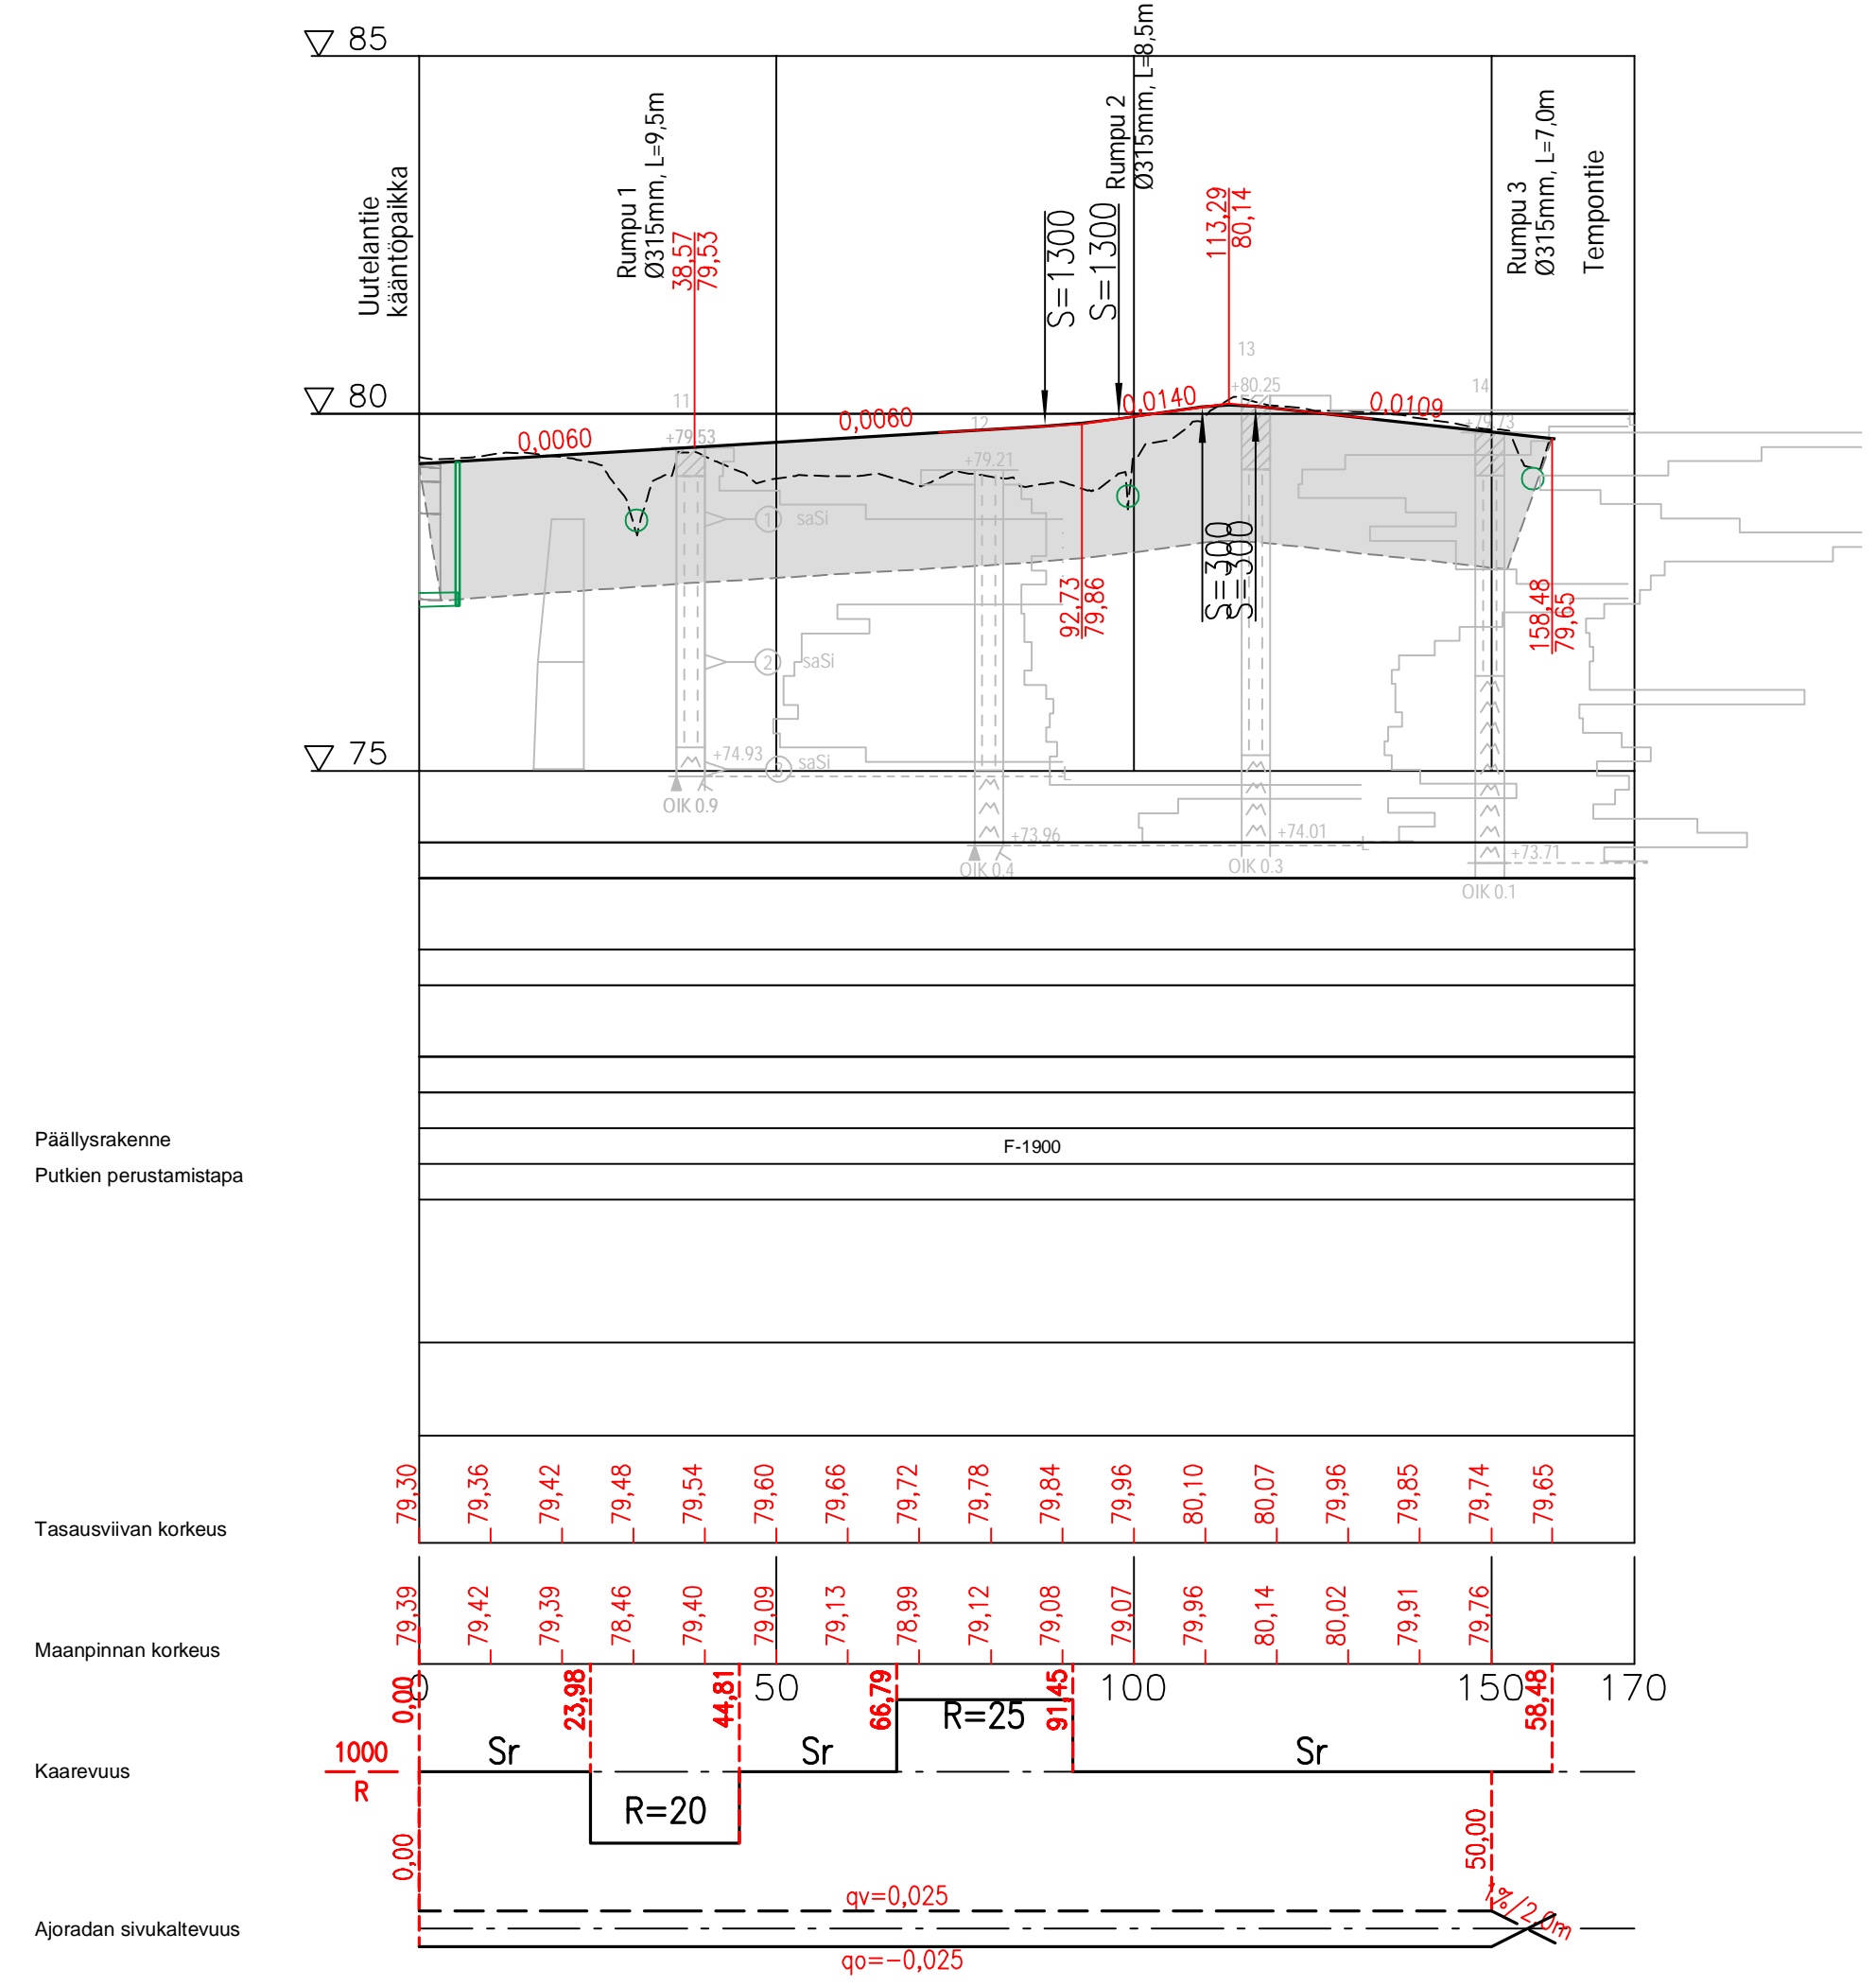 85
Uutelantie
kääntöpaikka
Rumpu 1
Ø315mm, L=9,5m
38,57
79,53
S=1300
S=1300
Rumpu 2
Ø315mm, L=8,5m
113,29
80,14
Rumpu 3
Ø315mm, L=7,0m
Tempontie
80
0,0060
0,0060
0,0140
0,0109
11
+79.53
12
+79.21
13
+80.25
14
+79.73
1 saSi
2 saSi
3 saSi
S=300
S=300
92,73
79,86
158,48
79,65
75
+74.93
OIK 0.9
+73.96
OIK 0.4
+74.01
OIK 0.3
+73.71
OIK 0.1
Päällysrakenne
F-1900
Putkien perustamistapa
Tasausviivan korkeus
79,30 79,36 79,42 79,48 79,54 79,60 79,66 79,72 79,78 79,84 79,96 80,10 80,07 79,96 79,85 79,74 79,65
Maanpinnan korkeus
79,39 79,42 79,39 78,46 79,40 79,09 79,13 78,99 79,12 79,08 79,07 79,96 80,14 80,02 79,91 79,76
0 50 100 150 170
0,00 23,98 44,81 66,79 91,45 58,48
Kaarevuus
1000
R
Sr R=20 Sr R=25 Sr
0,00 50,00
Ajoradan sivukaltevuus
qv=0,025
1%/2.0m
qo=-0,025